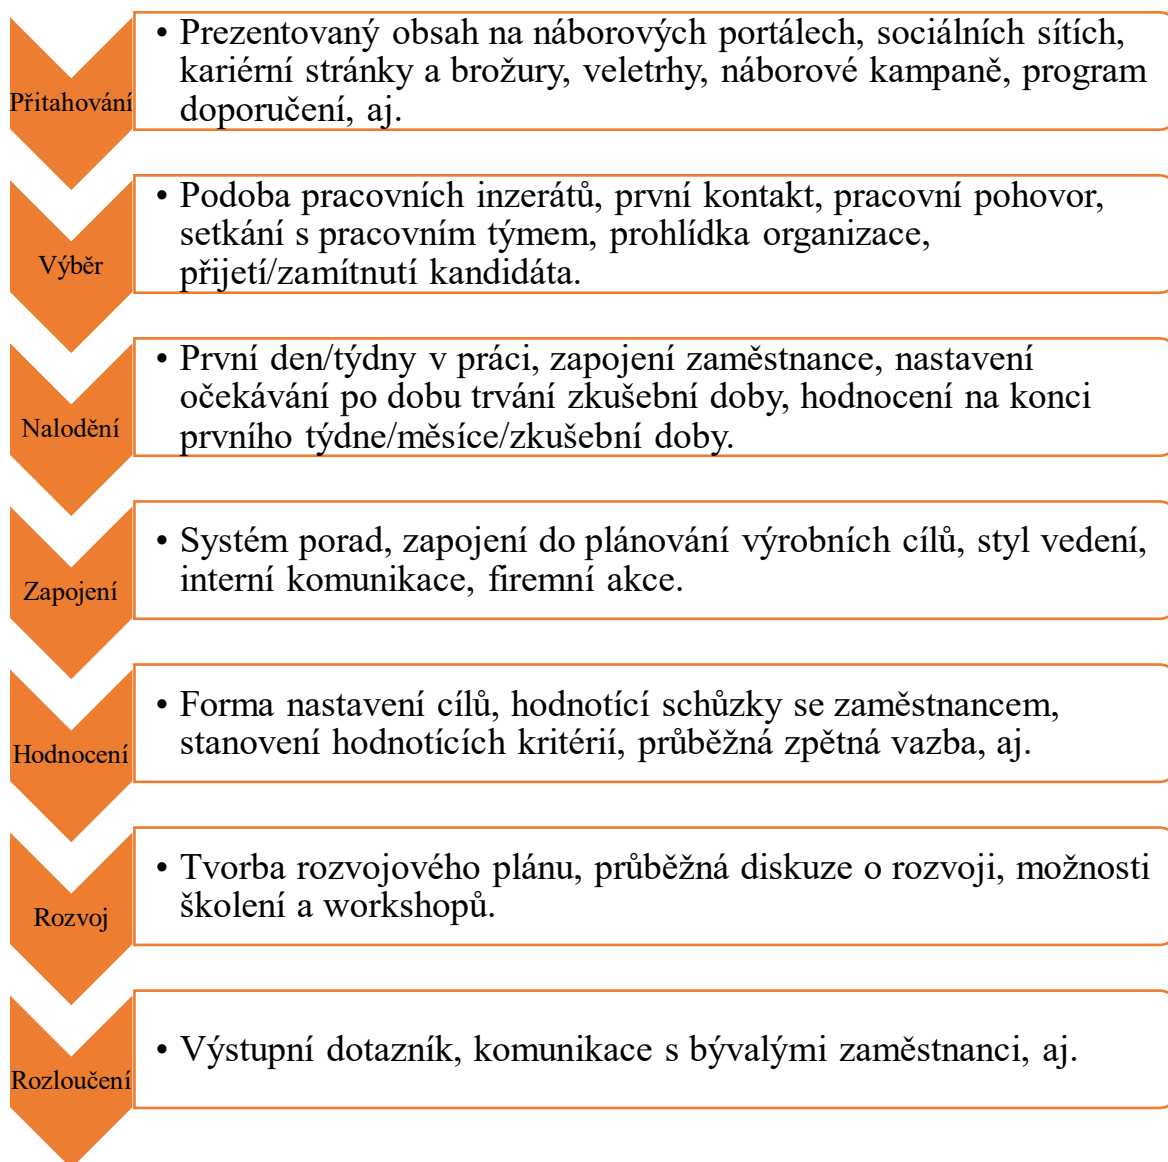 Přitahování
• Prezentovaný obsah na náborových portálech, sociálních sítích,
kariérní stránky a brožury, veletrhy, náborové kampaně, program
doporučení, aj.
Výběr
• Podoba pracovních inzerátů, první kontakt, pracovní pohovor,
setkání s pracovním týmem, prohlídka organizace,
přijetí/zamítnutí kandidáta.
Nalodění
• První den/týdny v práci, zapojení zaměstnance, nastavení
očekávání po dobu trvání zkušební doby, hodnocení na konci
prvního týdne/měsíce/zkušební doby.
Zapojení
• Systém porad, zapojení do plánování výrobních cílů, styl vedení,
interní komunikace, firemní akce.
Hodnocení
• Forma nastavení cílů, hodnotící schůzky se zaměstnancem,
stanovení hodnotících kritérií, průběžná zpětná vazba, aj.
Rozvoj
• Tvorba rozvojového plánu, průběžná diskuze o rozvoji, možnosti
školení a workshopů.
Rozloučení
• Výstupní dotazník, komunikace s bývalými zaměstnanci, aj.